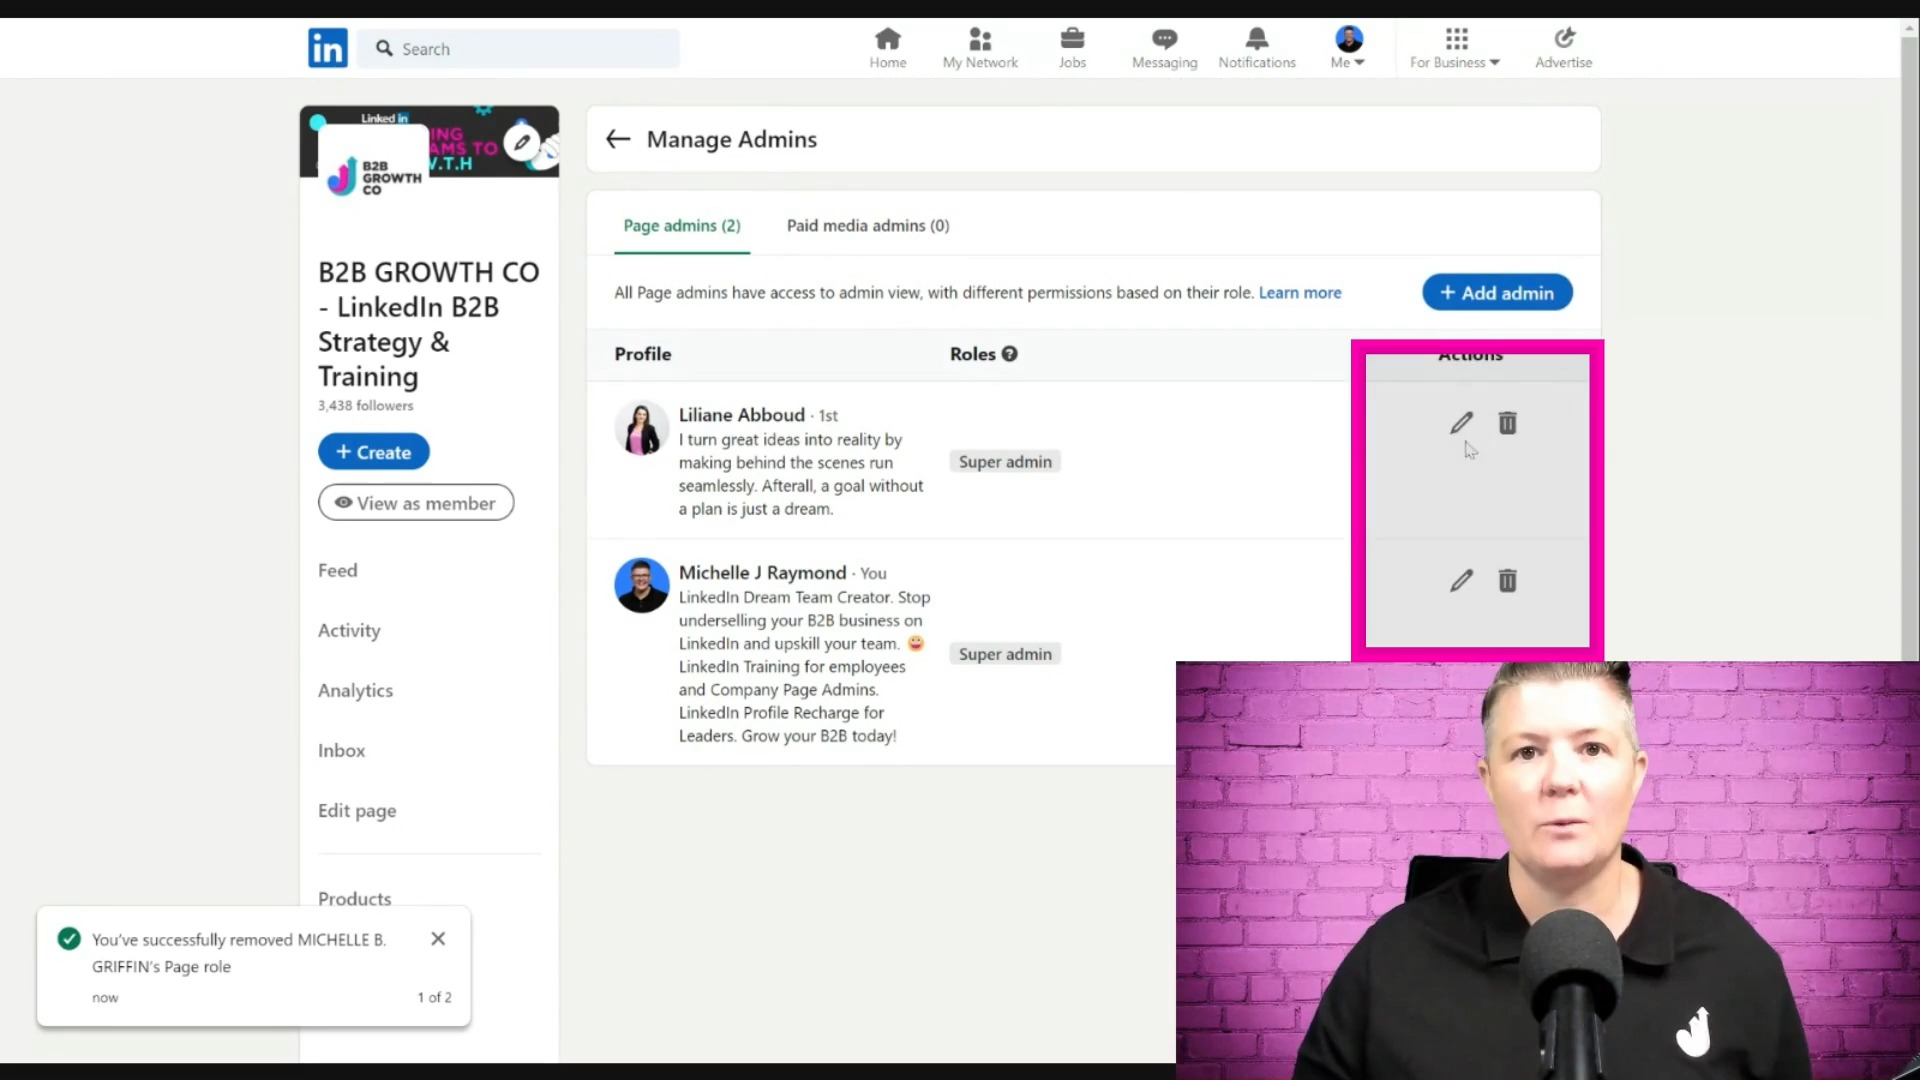 in
Search
Home
My Network
Jobs
Messaging
Notifications
Me
For Business
Advertise
Linked in
ING
AMS TO
W.T.H
B2B
GROWTH
CO
B2B GROWTH CO
- LinkedIn B2B
Strategy &
Training
3,438 followers
+ Create
View as member
Feed
Activity
Analytics
Inbox
Edit page
Products
Manage Admins
Page admins (2)
Paid media admins (0)
All Page admins have access to admin view, with different permissions based on their role. Learn more
+ Add admin
Profile
Roles
Actions
Liliane Abboud · 1st
I turn great ideas into reality by
making behind the scenes run
seamlessly. Afterall, a goal without
a plan is just a dream.
Super admin
Michelle J Raymond · You
LinkedIn Dream Team Creator. Stop
underselling your B2B business on
LinkedIn and upskill your team. 😀
LinkedIn Training for employees
and Company Page Admins.
LinkedIn Profile Recharge for
Leaders. Grow your B2B today!
Super admin
You've successfully removed MICHELLE B.
GRIFFIN's Page role
now
1 of 2